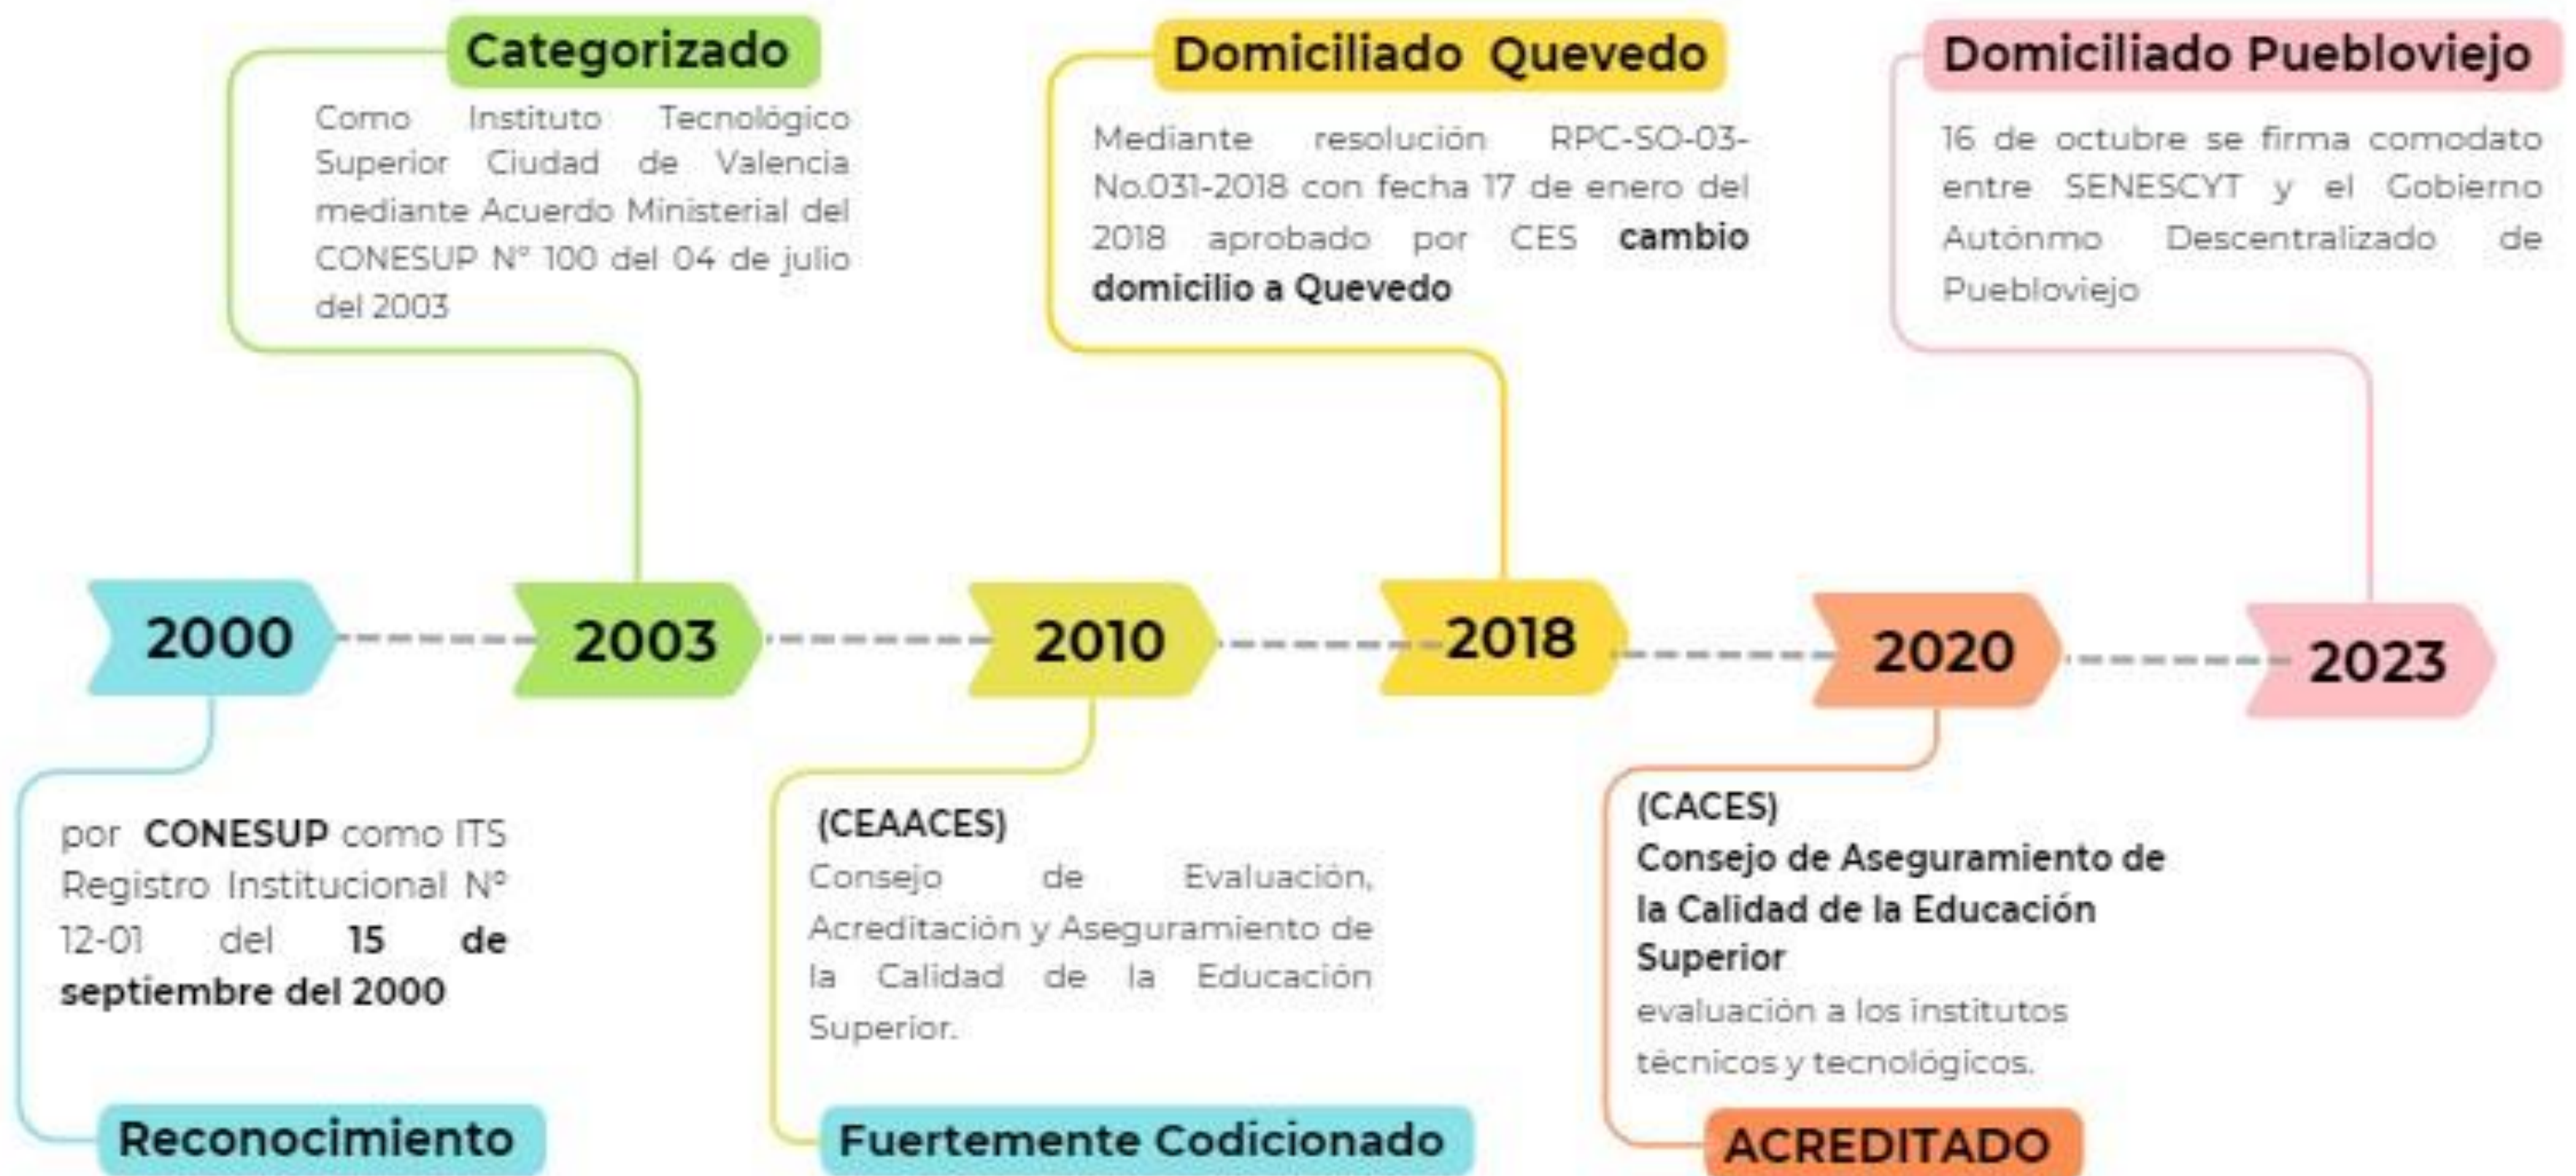 Categorizado
Como Instituto Tecnológico
Superior Ciudad de Valencia
mediante Acuerdo Ministerial del
CONESUP Nº 100 del 04 de julio
del 2003
Domiciliado Quevedo
Mediante resolución RPC-SO-03-
No.031-2018 con fecha 17 de enero del
2018 aprobado por CES cambio
domicilio a Quevedo
Domiciliado Puebloviejo
16 de octubre se firma comodato
entre SENESCYT y el Gobierno
Autónmo Descentralizado de
Puebloviejo
2000
2003
2010
2018
2020
2023
por CONESUP como ITS
Registro Institucional Nº
12-01 del 15 de
septiembre del 2000
Reconocimiento
(CEAACES)
Consejo de Evaluación,
Acreditación y Aseguramiento de
la Calidad de la Educación
Superior.
Fuertemente Codicionado
(CACES)
Consejo de Aseguramiento de
la Calidad de la Educación
Superior
evaluación a los institutos
técnicos y tecnológicos.
ACREDITADO